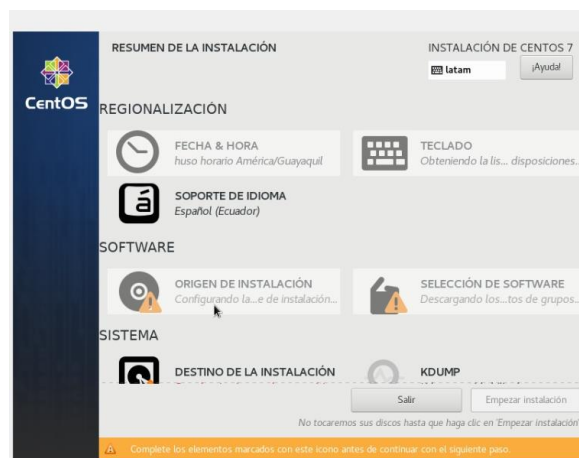 RESUMEN DE LA INSTALACIÓN
INSTALACIÓN DE CENTOS 7
latam
¡Ayuda!
CentOS
REGIONALIZACIÓN
FECHA & HORA
huso horario América/Guayaquil
TECLADO
Obteniendo la lis... disposiciones...
á
SOPORTE DE IDIOMA
Español (Ecuador)
SOFTWARE
ORIGEN DE INSTALACIÓN
Configurando la...e de instalación...
SELECCIÓN DE SOFTWARE
Descargando los...tos de grupos...
SISTEMA
DESTINO DE LA INSTALACIÓN
KDUMP
Salir
Empezar instalación
No tocaremos sus discos hasta que haga clic en 'Empezar instalación'
Complete los elementos marcados con este icono antes de continuar con el siguiente paso.